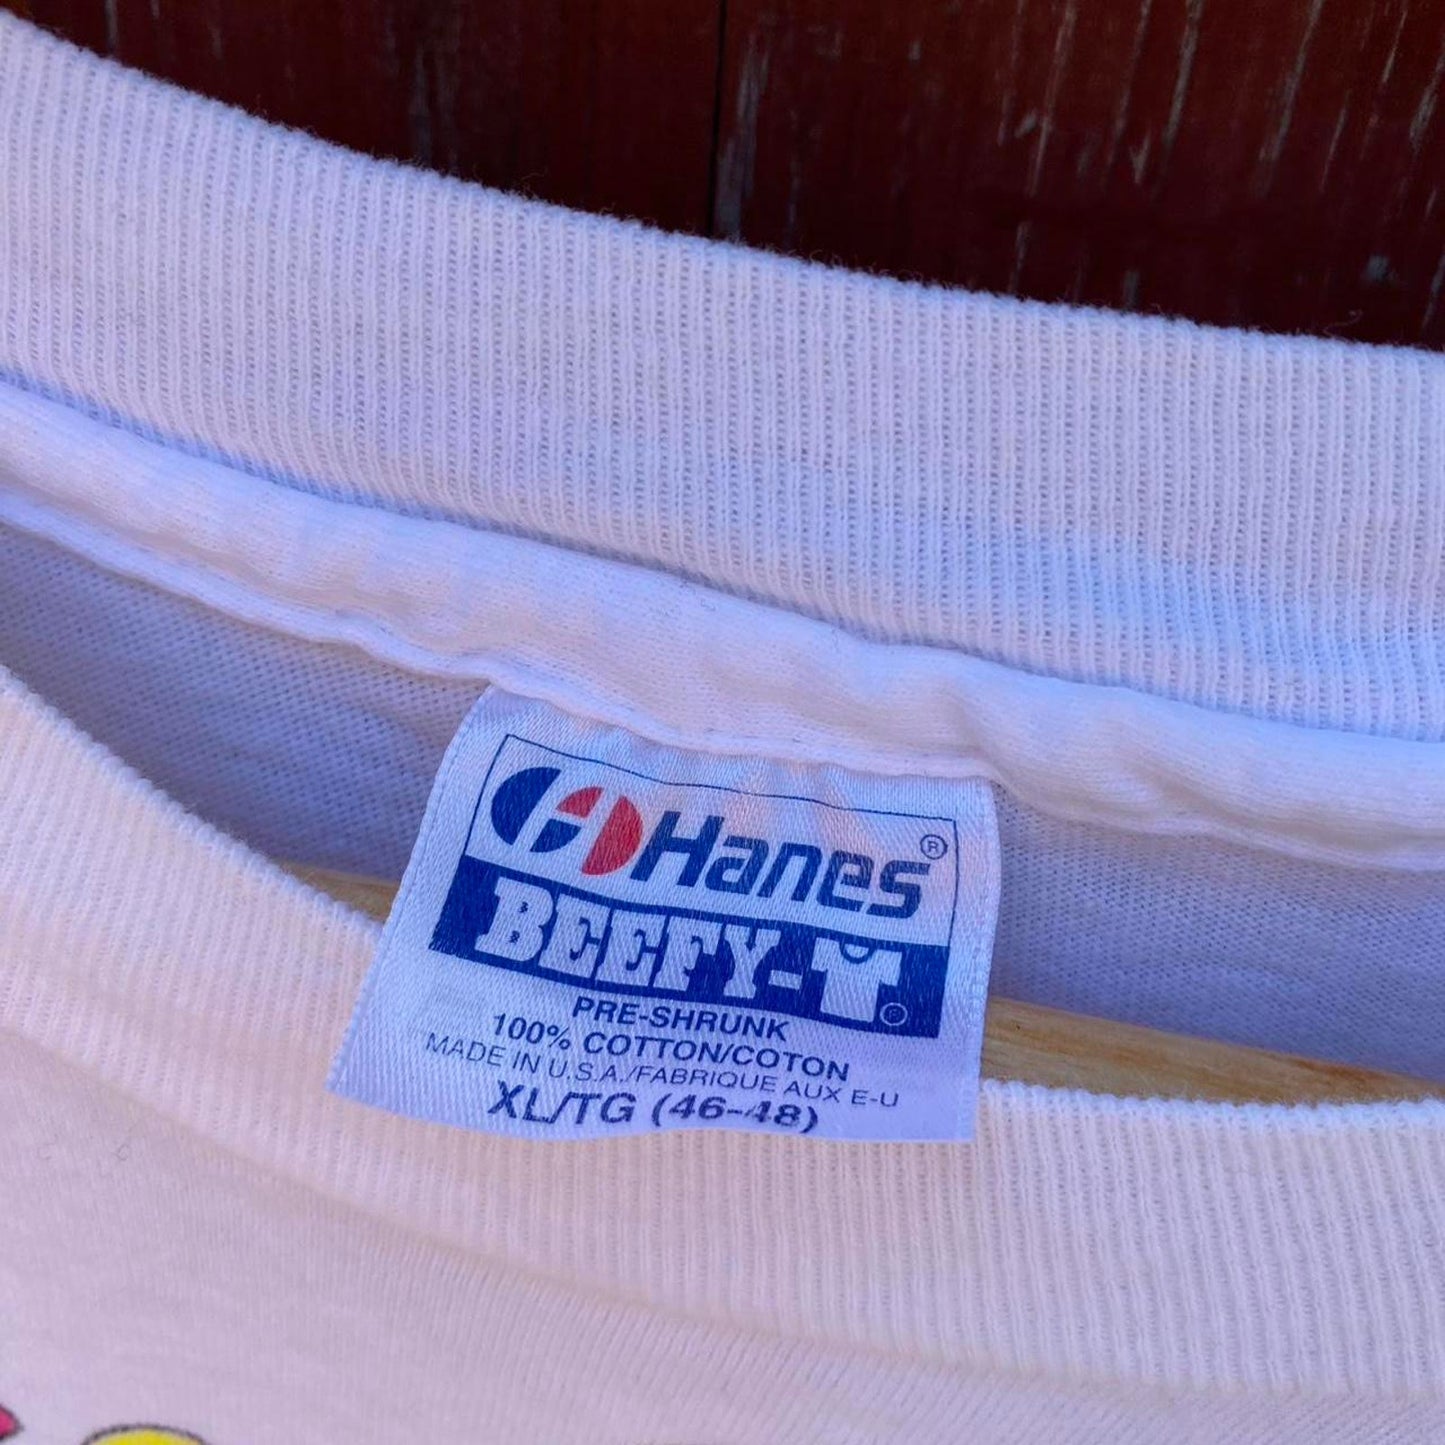 Hanes®
BEEFY-T®
PRE-SHRUNK
100% COTTON/COTON
MADE IN U.S.A./FABRIQUE AUX E-U
XL/TG (46-48)